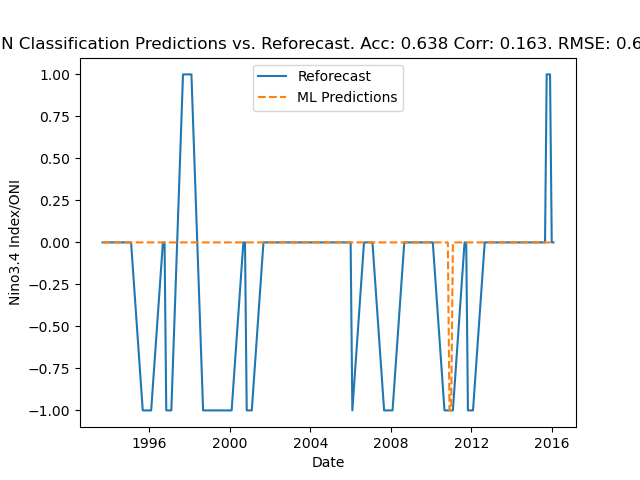 N Classification Predictions vs. Reforecast. Acc: 0.638 Corr: 0.163. RMSE: 0.6
Reforecast
ML Predictions
1.00
0.75
0.50
0.25
0.00
−0.25
−0.50
−0.75
−1.00
Nino3.4 Index/ONI
1996 2000 2004 2008 2012 2016
Date